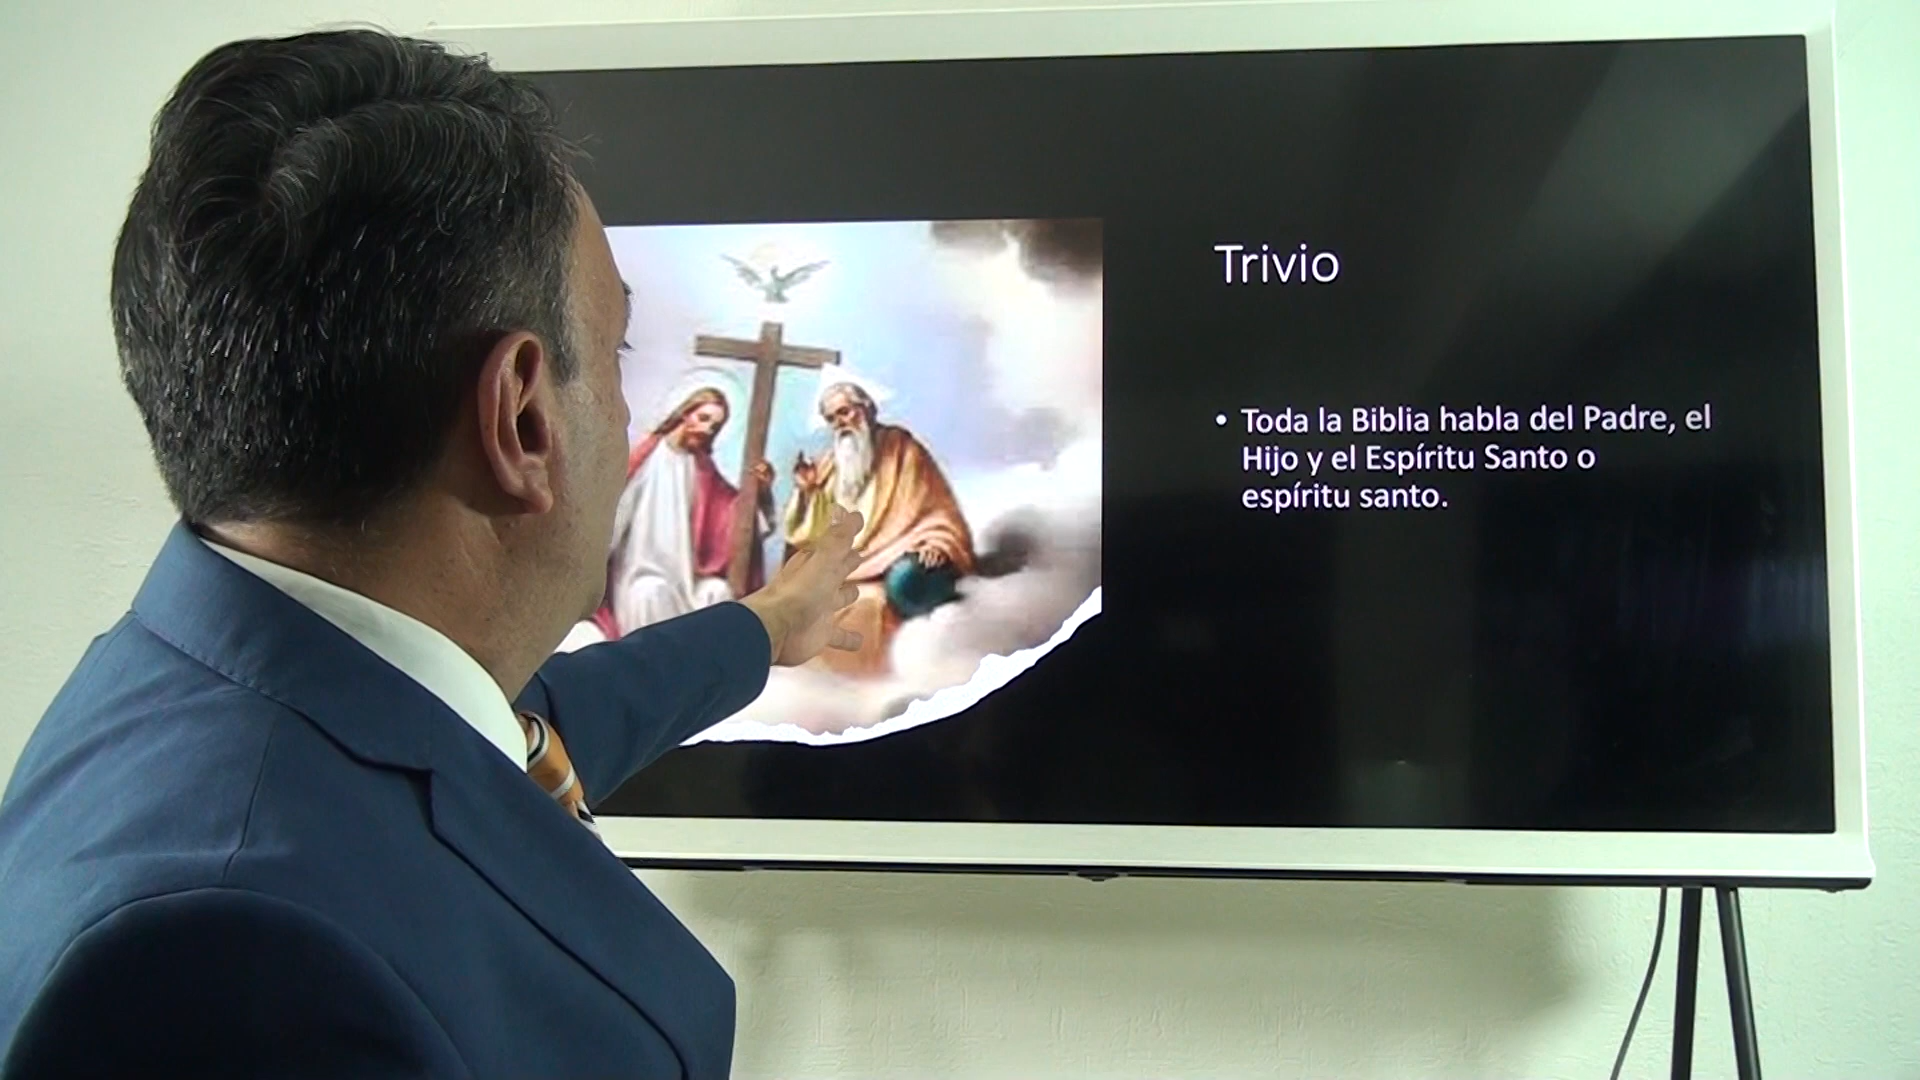 Trivio
• Toda la Biblia habla del Padre, el
Hijo y el Espíritu Santo o
espíritu santo.